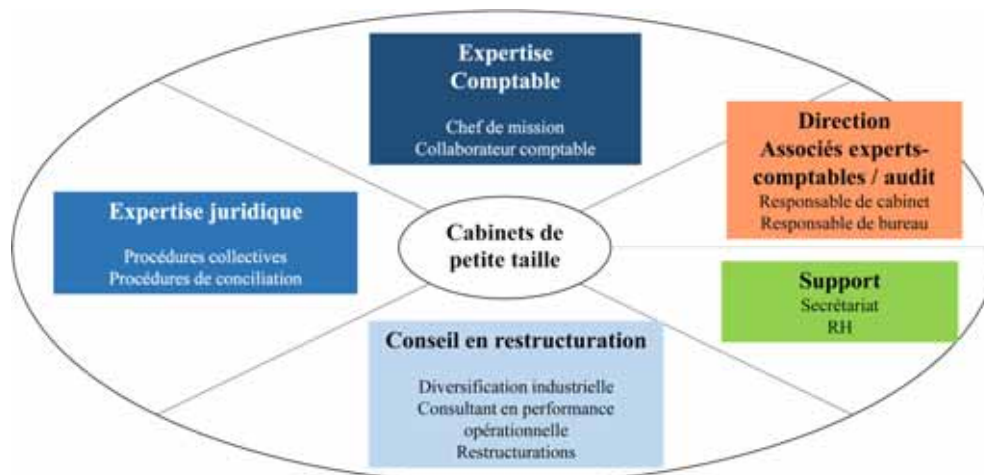 Expertise
Comptable
Chef de mission
Collaborateur comptable
Direction
Associés experts-
comptables / audit
Responsable de cabinet
Responsable de bureau
Expertise juridique
Procédures collectives
Procédures de conciliation
Cabinets de
petite taille
Support
Secrétariat
RH
Conseil en restructuration
Diversification industrielle
Consultant en performance
opérationnelle
Restructurations